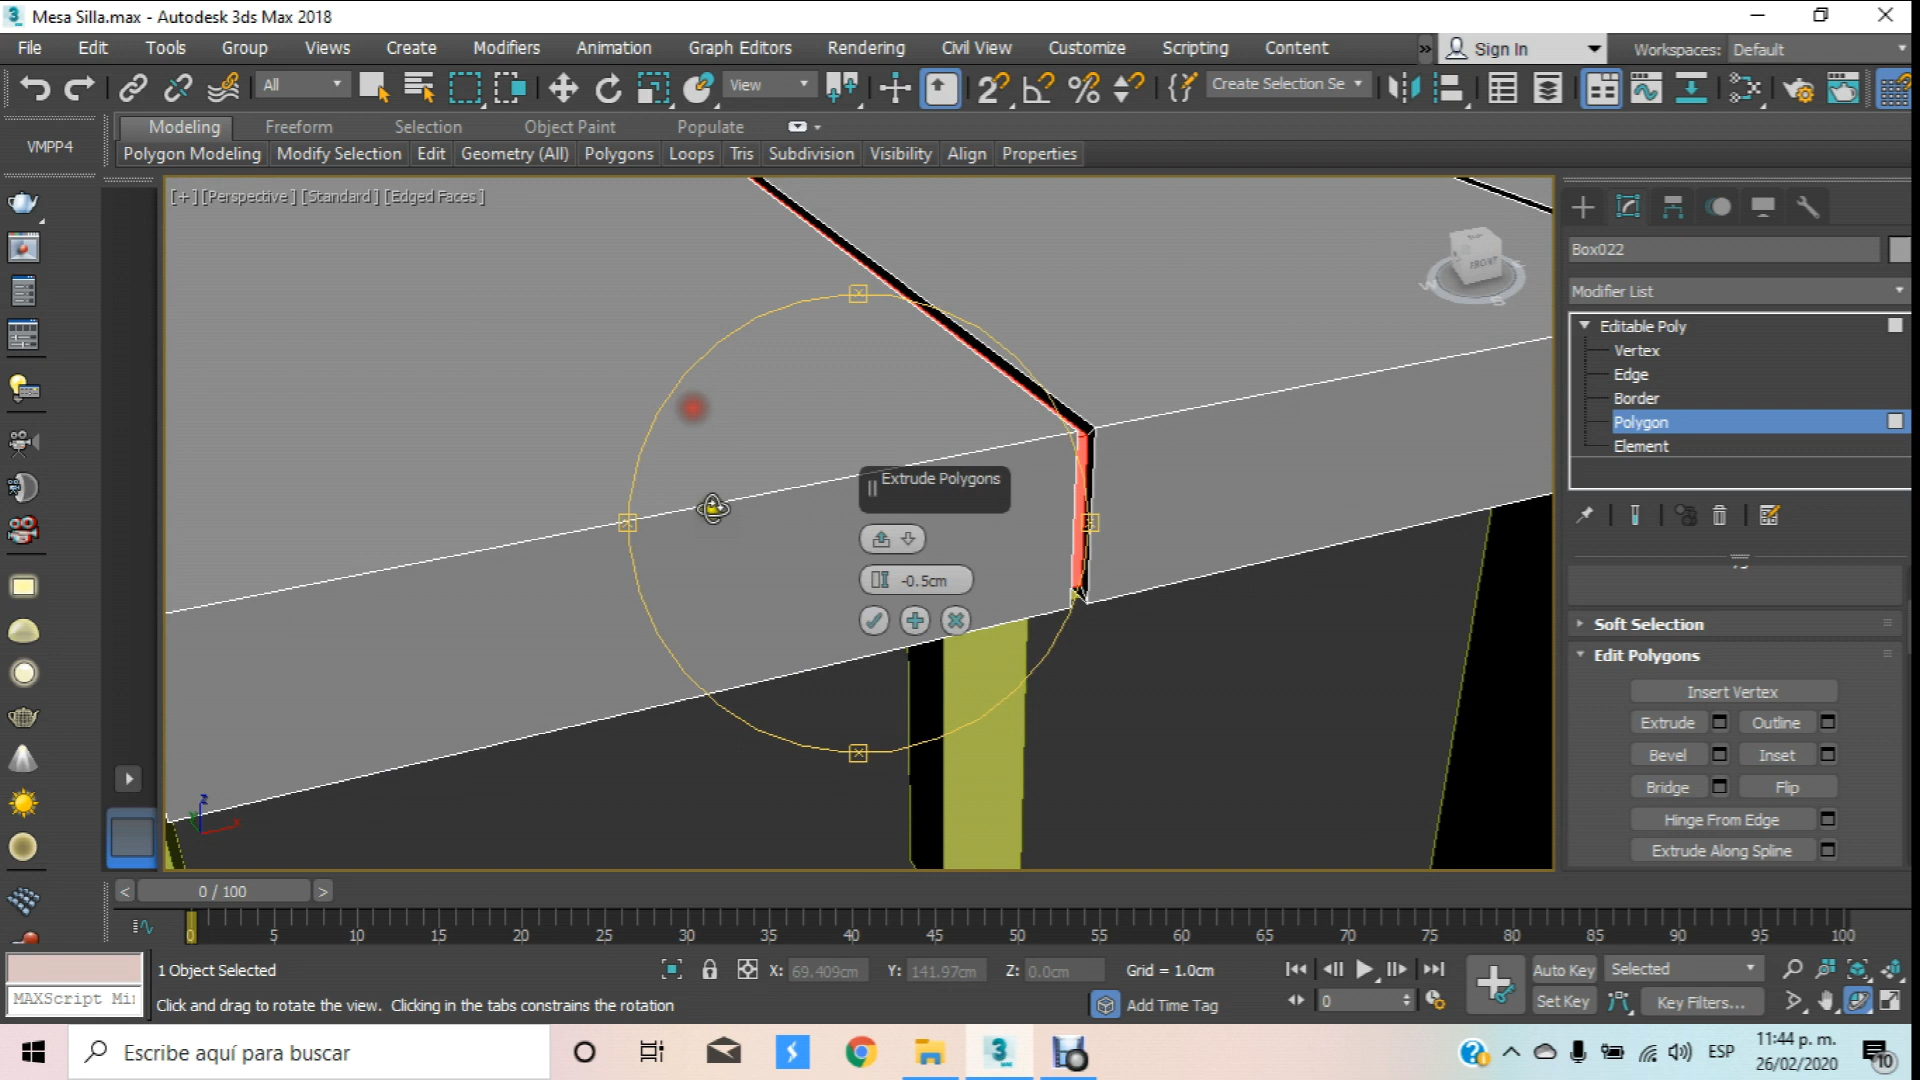 Mesa Silla.max - Autodesk 3ds Max 2018
File Edit Tools Group Views Create Modifiers Animation Graph Editors Rendering Civil View Customize Scripting Content » Sign In Workspaces: Default
All View Create Selection Se
VMPP4
Modeling Freeform Selection Object Paint Populate
Polygon Modeling Modify Selection Edit Geometry (All) Polygons Loops Tris Subdivision Visibility Align Properties
[+] [Perspective] [Standard] [Edged Faces]
FRONT
Box022
Modifier List
Editable Poly
Vertex
Edge
Border
Polygon
Element
Extrude Polygons
-0.5cm
Soft Selection
Edit Polygons
Insert Vertex
Extrude Outline
Bevel Inset
Bridge Flip
Hinge From Edge
Extrude Along Spline
< 0 / 100 >
0 5 10 15 20 25 30 35 40 45 50 55 60 65 70 75 80 85 90 95 100
1 Object Selected X: 69.409cm Y: 141.97cm Z: 0.0cm Grid = 1.0cm Auto Key Selected
MAXScript Mi
Click and drag to rotate the view. Clicking in the tabs constrains the rotation Add Time Tag 0 Set Key Key Filters...
Escribe aquí para buscar
ESP
11:44 p. m.
26/02/2020
10